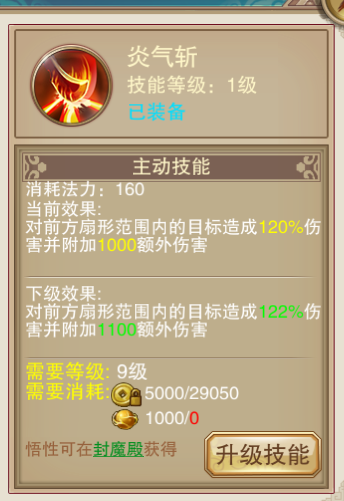 炎气斩
技能等级：1级
已装备
主动技能
消耗法力：160
当前效果:
对前方扇形范围内的目标造成120%伤
害并附加1000额外伤害
下级效果:
对前方扇形范围内的目标造成122%伤
害并附加1100额外伤害
需要等级: 9级
需要消耗: 5000/29050
1000/0
悟性可在封魔殿获得
升级技能